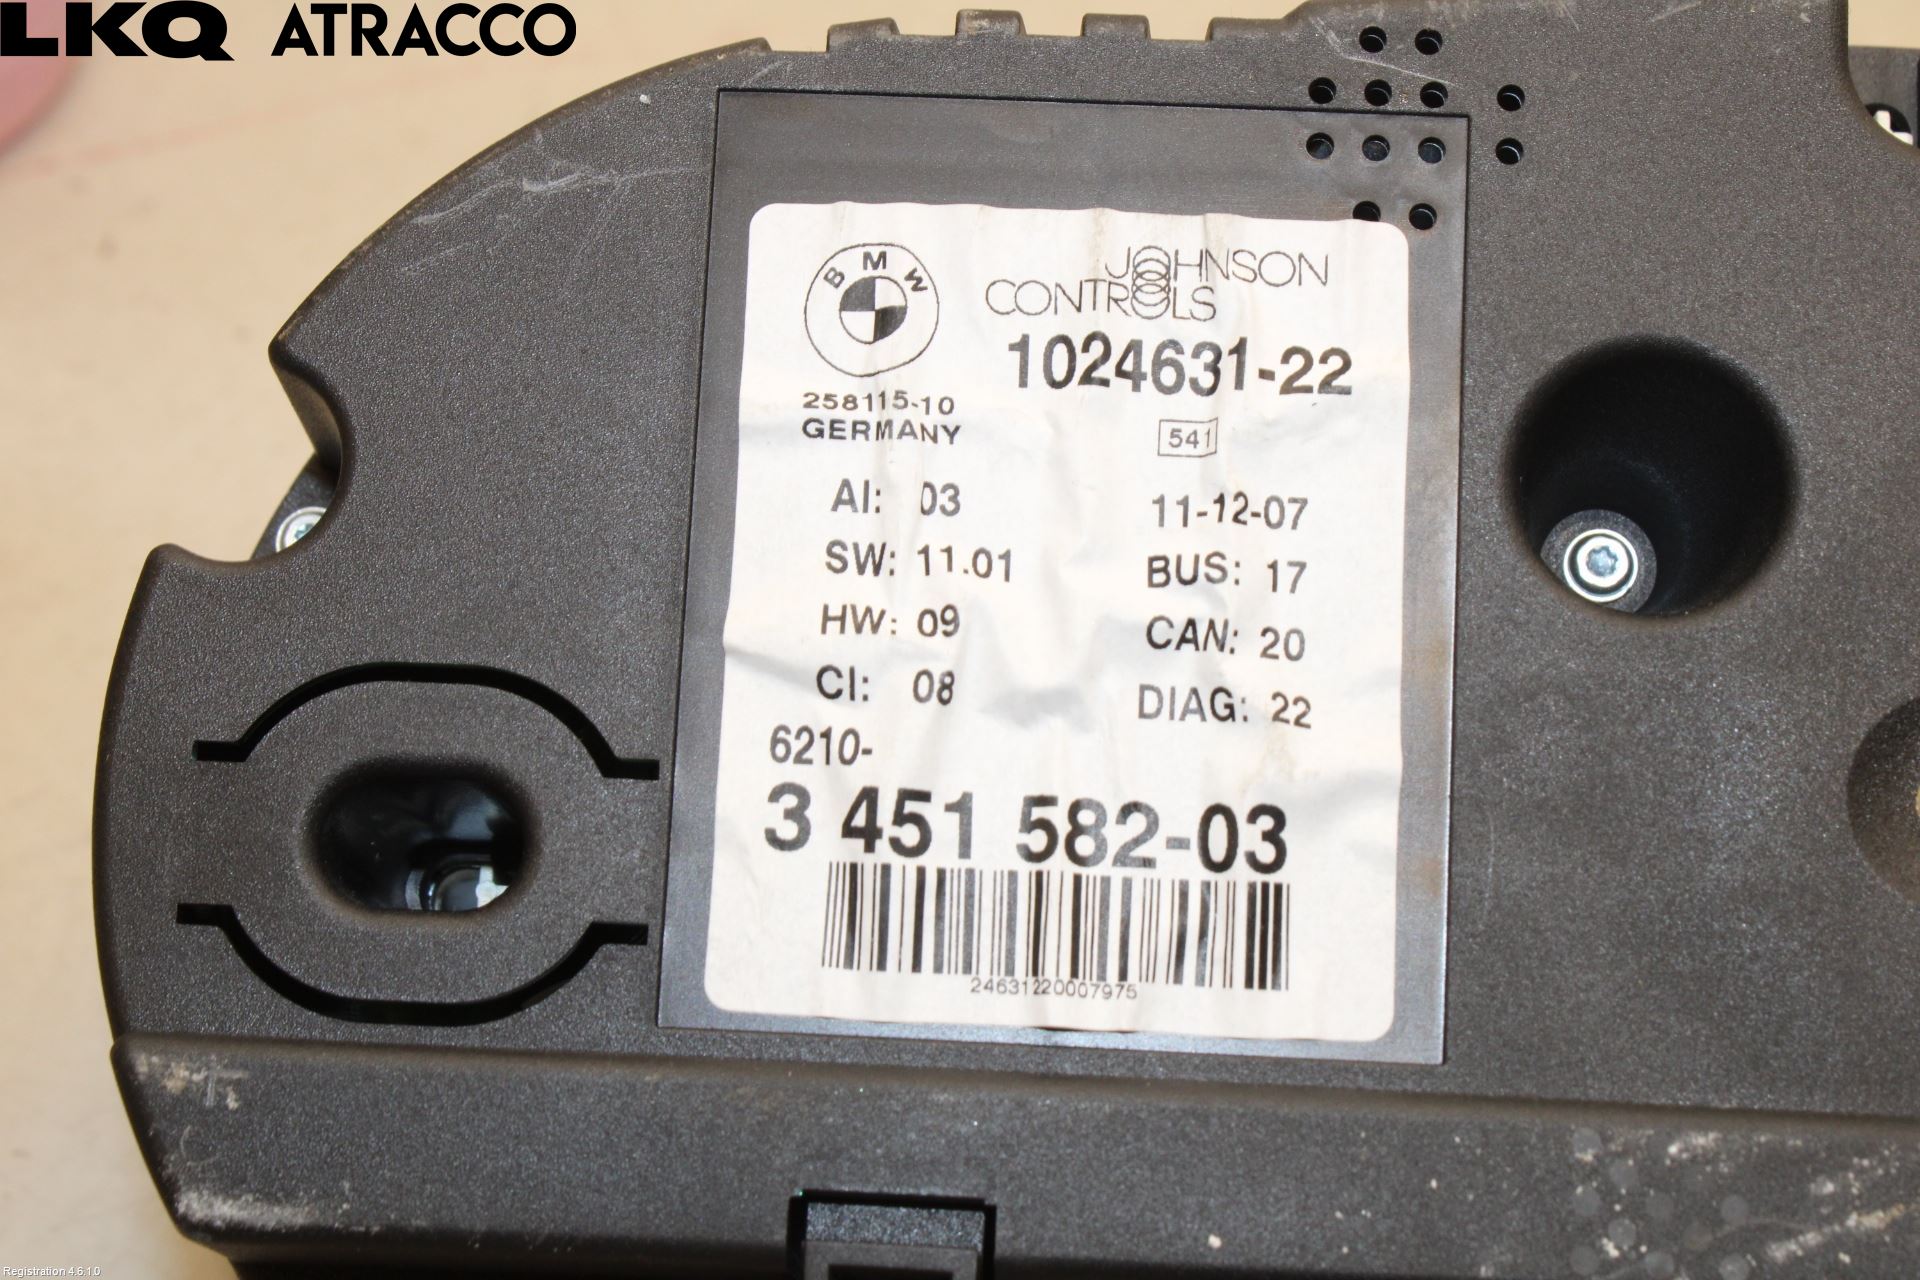 LKQ ATRACCO
BMW
JOHNSON
CONTROLS
1024631-22
258115-10
GERMANY
541
AI: 03
11-12-07
SW: 11.01
BUS: 17
HW: 09
CAN: 20
CI: 08
DIAG: 22
6210-
3 451 582-03
24631220007975
Registration 4.6.1.0